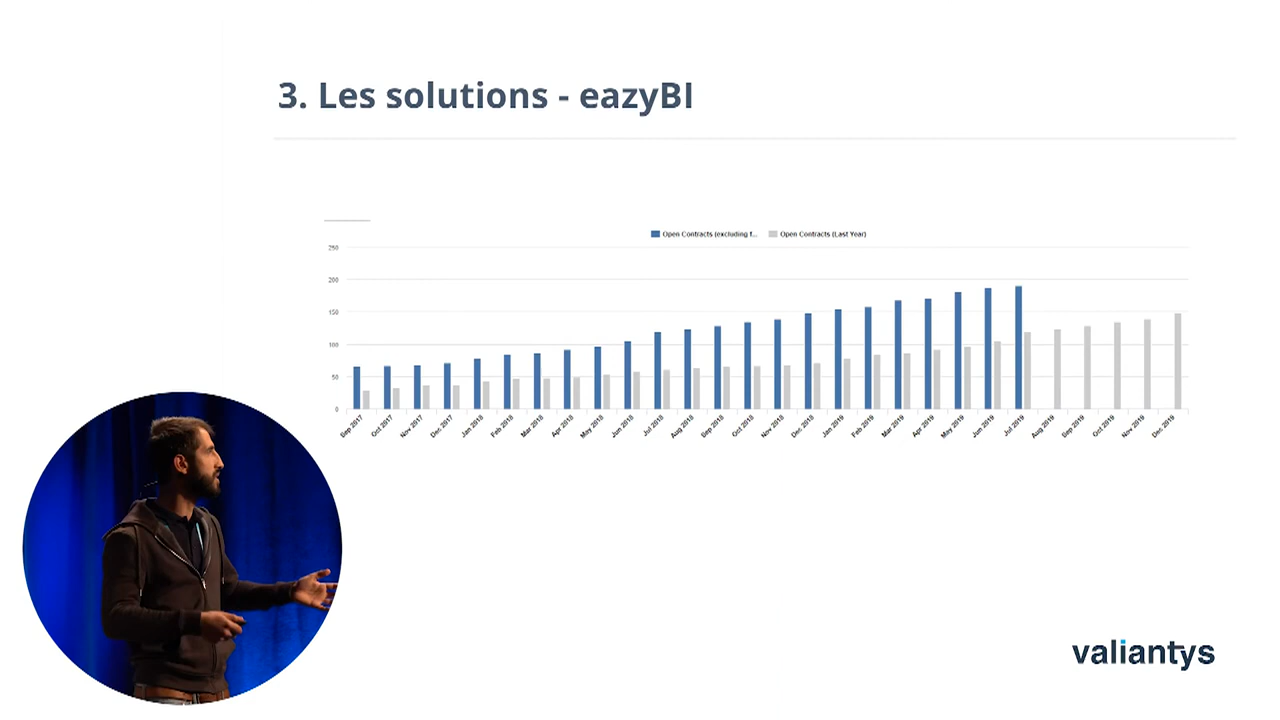 3. Les solutions - eazyBI
Open Contracts (excluding f... Open Contracts (Last Year)
250
200
150
100
50
0
Sep 2017 Oct 2017 Nov 2017 Dec 2017 Jan 2018 Feb 2018 Mar 2018 Apr 2018 May 2018 Jun 2018 Jul 2018 Aug 2018 Sep 2018 Oct 2018 Nov 2018 Dec 2018 Jan 2019 Feb 2019 Mar 2019 Apr 2019 May 2019 Jun 2019 Jul 2019 Aug 2019 Sep 2019 Oct 2019 Nov 2019 Dec 2019
valiantys